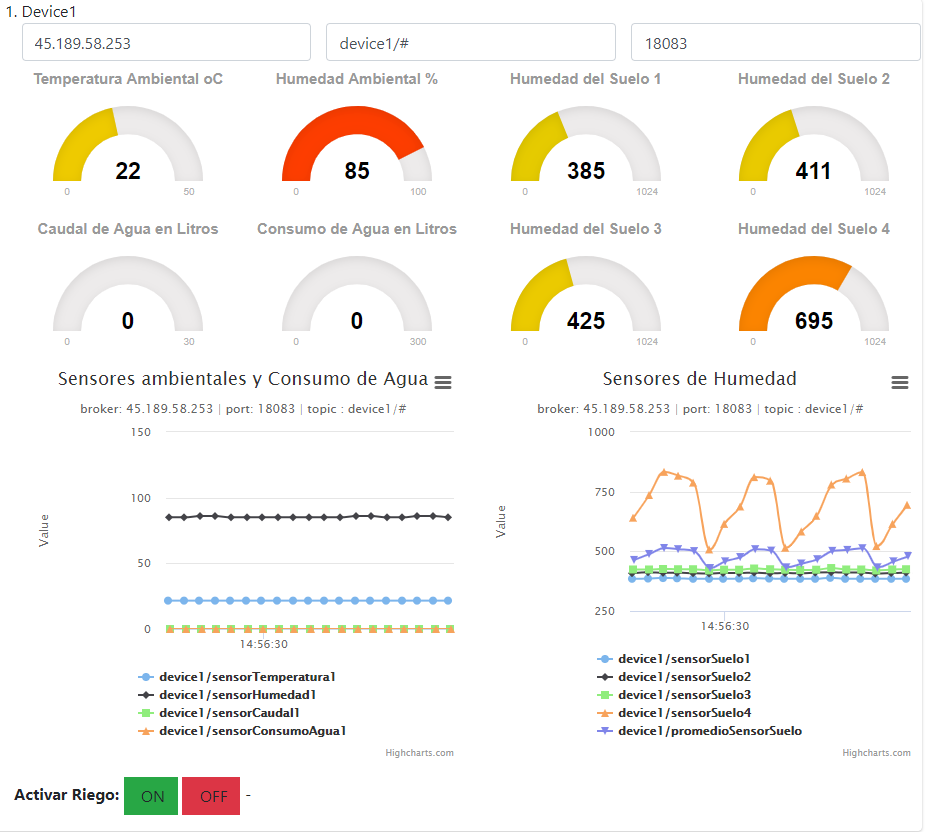 1. Device1
45.189.58.253 device1/# 18083
Temperatura Ambiental oC Humedad Ambiental % Humedad del Suelo 1 Humedad del Suelo 2
22 85 385 411
0 50 0 100 0 1024 0 1024
Caudal de Agua en Litros Consumo de Agua en Litros Humedad del Suelo 3 Humedad del Suelo 4
0 0 425 695
0 30 0 300 0 1024 0 1024
Sensores ambientales y Consumo de Agua
broker: 45.189.58.253 | port: 18083 | topic : device1/#
Value
150
100
50
0
14:56:30
device1/sensorTemperatura1
device1/sensorHumedad1
device1/sensorCaudal1
device1/sensorConsumoAgua1
Highcharts.com
Sensores de Humedad
broker: 45.189.58.253 | port: 18083 | topic : device1/#
Value
1000
750
500
250
14:56:30
device1/sensorSuelo1
device1/sensorSuelo2
device1/sensorSuelo3
device1/sensorSuelo4
device1/promedioSensorSuelo
Highcharts.com
Activar Riego: ON OFF -